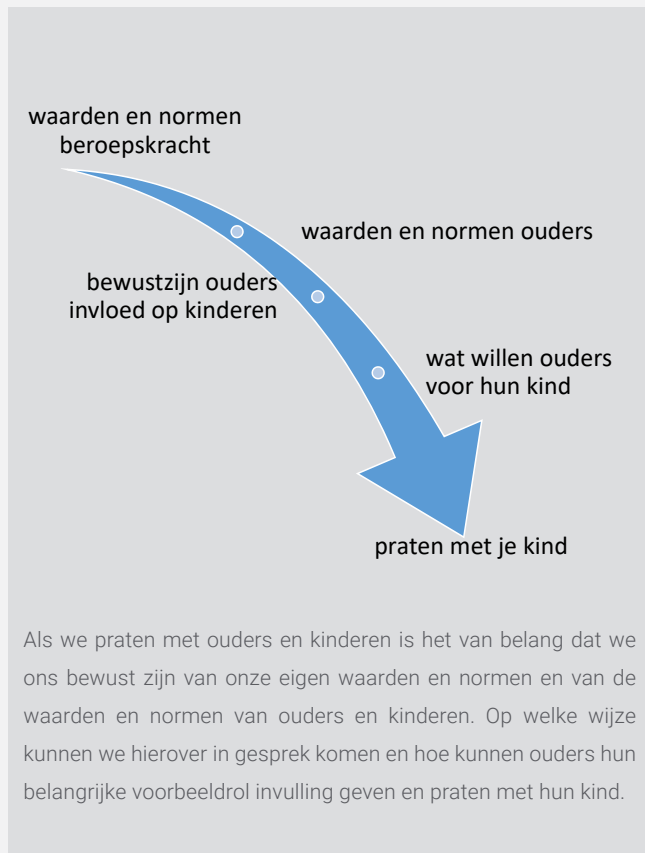 waarden en normen
beroepskracht
waarden en normen ouders
bewustzijn ouders
invloed op kinderen
wat willen ouders
voor hun kind
praten met je kind
Als we praten met ouders en kinderen is het van belang dat we
ons bewust zijn van onze eigen waarden en normen en van de
waarden en normen van ouders en kinderen. Op welke wijze
kunnen we hierover in gesprek komen en hoe kunnen ouders hun
belangrijke voorbeeldrol invulling geven en praten met hun kind.